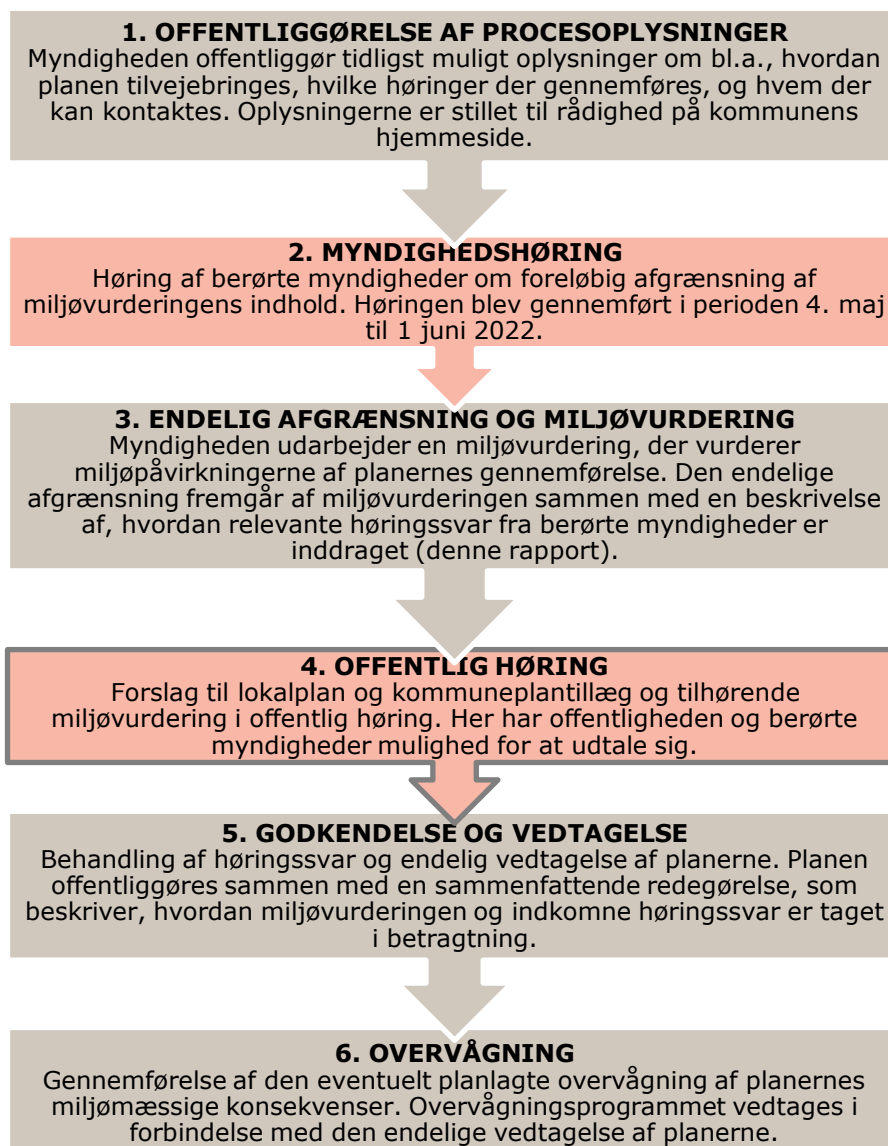 1. OFFENTLIGGØRELSE AF PROCESOPLYSNINGER
Myndigheden offentliggør tidligst muligt oplysninger om bl.a., hvordan
planen tilvejebringes, hvilke høringer der gennemføres, og hvem der
kan kontaktes. Oplysningerne er stillet til rådighed på kommunens
hjemmeside.
2. MYNDIGHEDSHØRING
Høring af berørte myndigheder om foreløbig afgrænsning af
miljøvurderingens indhold. Høringen blev gennemført i perioden 4. maj
til 1 juni 2022.
3. ENDELIG AFGRÆNSNING OG MILJØVURDERING
Myndigheden udarbejder en miljøvurdering, der vurderer
miljøpåvirkningerne af planernes gennemførelse. Den endelige
afgrænsning fremgår af miljøvurderingen sammen med en beskrivelse
af, hvordan relevante høringssvar fra berørte myndigheder er
inddraget (denne rapport).
4. OFFENTLIG HØRING
Forslag til lokalplan og kommuneplantillæg og tilhørende
miljøvurdering i offentlig høring. Her har offentligheden og berørte
myndigheder mulighed for at udtale sig.
5. GODKENDELSE OG VEDTAGELSE
Behandling af høringssvar og endelig vedtagelse af planerne. Planen
offentliggøres sammen med en sammenfattende redegørelse, som
beskriver, hvordan miljøvurderingen og indkomne høringssvar er taget
i betragtning.
6. OVERVÅGNING
Gennemførelse af den eventuelt planlagte overvågning af planernes
miljømæssige konsekvenser. Overvågningsprogrammet vedtages i
forbindelse med den endelige vedtagelse af planerne.